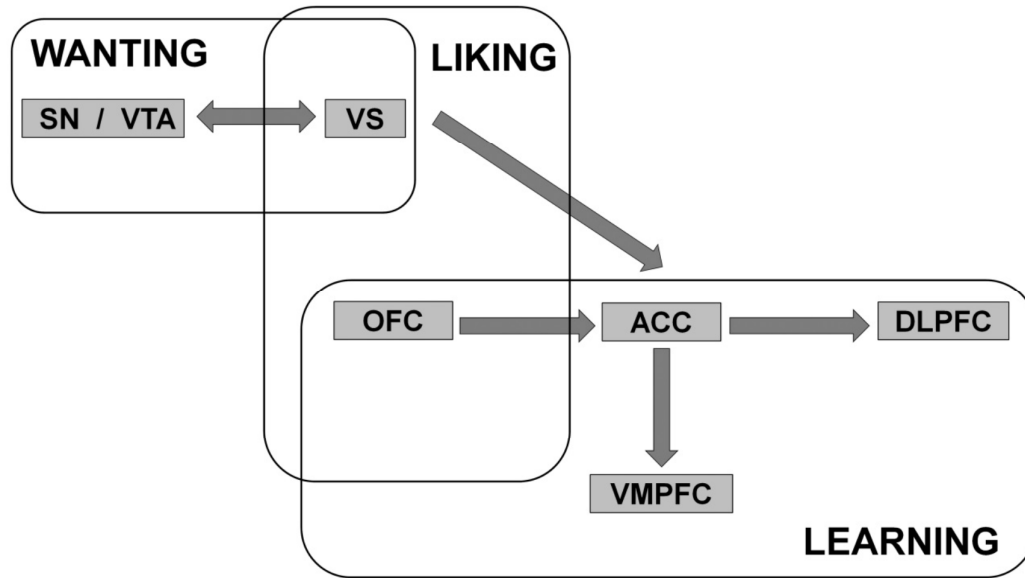 WANTING
LIKING
SN / VTA
VS
OFC
ACC
DLPFC
VMPFC
LEARNING